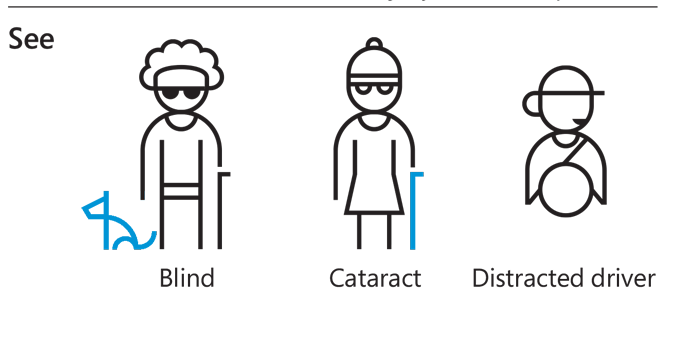 See
Blind
Cataract
Distracted driver